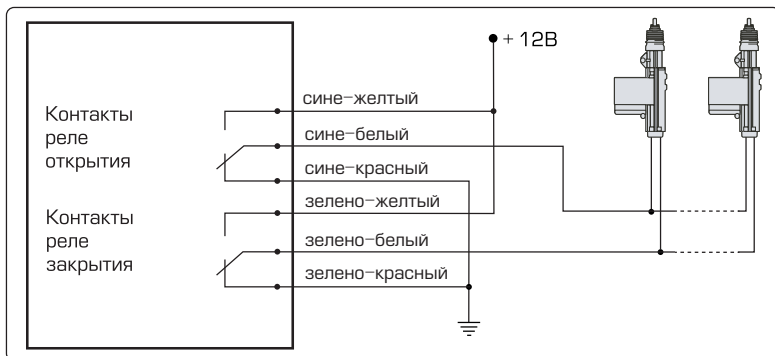 + 12В
сине-желтый
Контакты
реле
открытия
сине-белый
сине-красный
зелено-желтый
Контакты
реле
закрытия
зелено-белый
зелено-красный